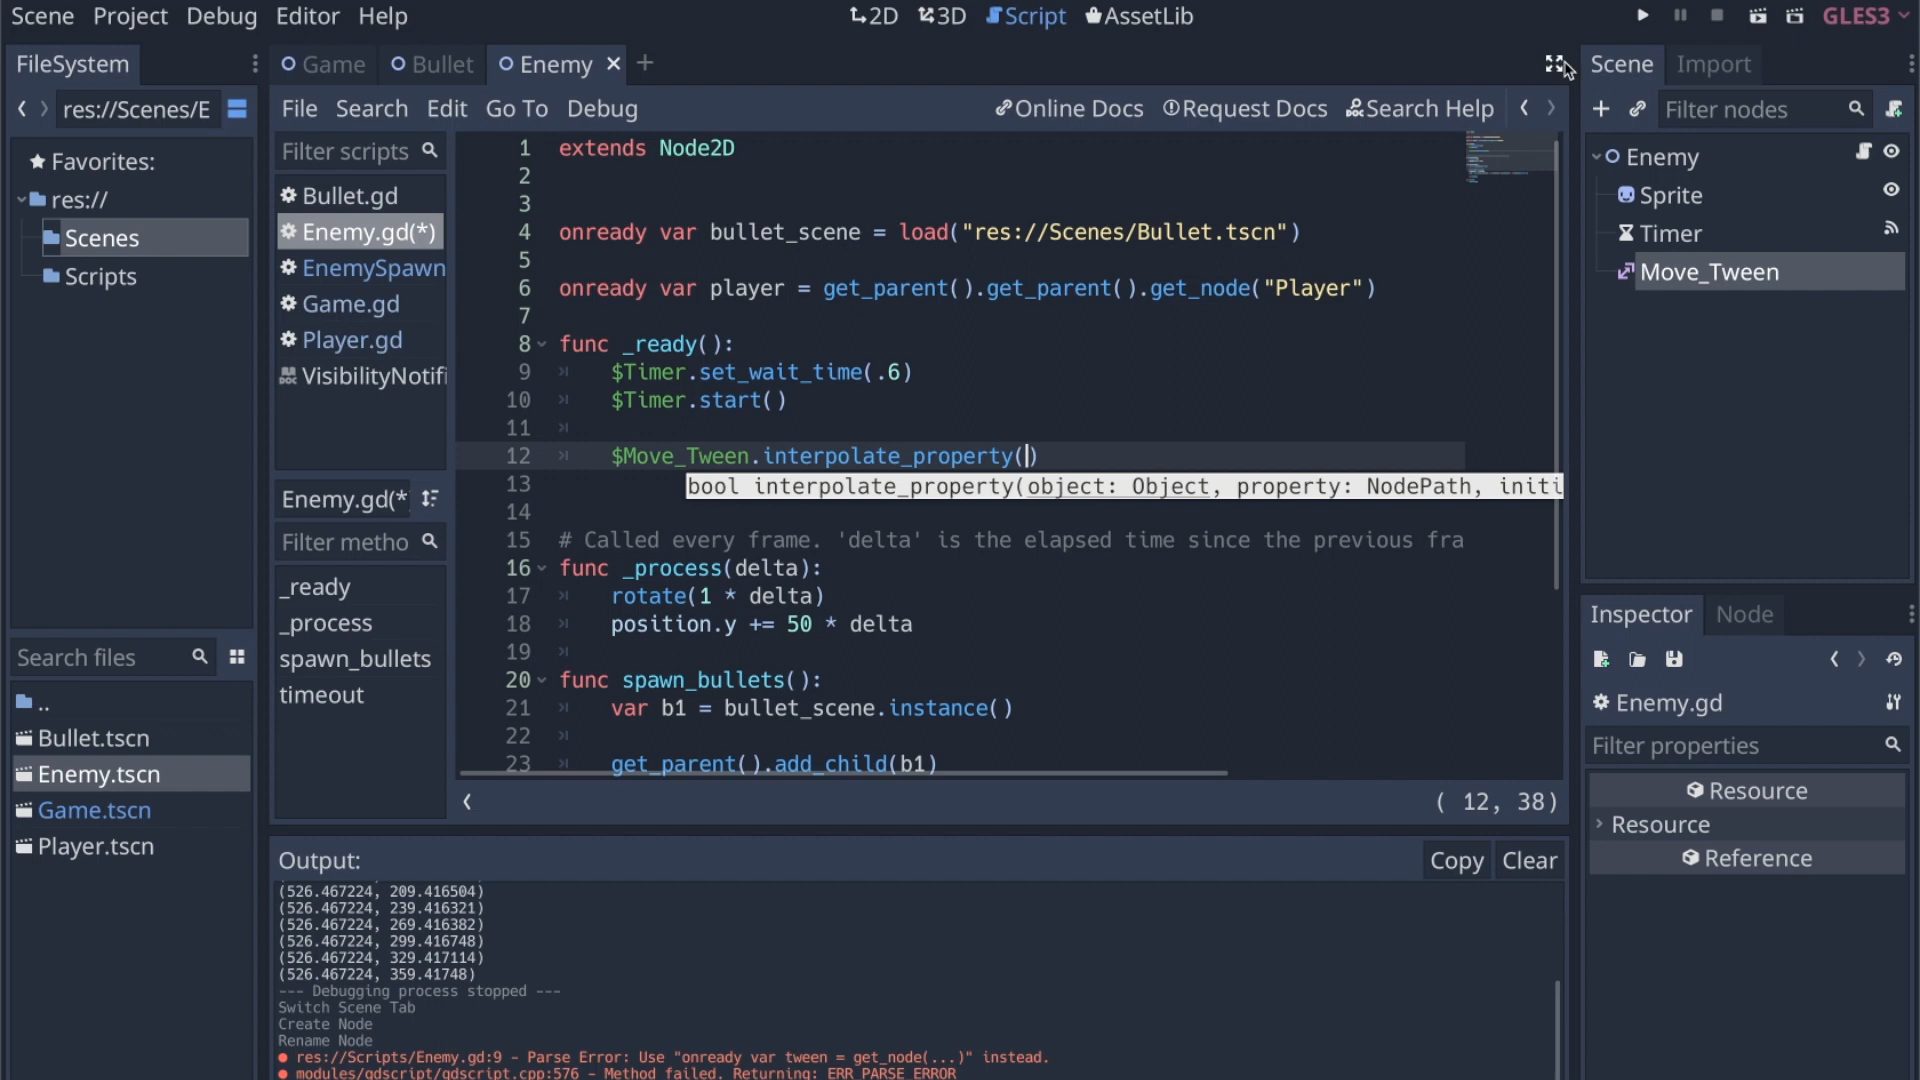 Scene Project Debug Editor Help
2D 3D Script AssetLib
GLES3
FileSystem
Game Bullet Enemy
Scene Import
res://Scenes/E
File Search Edit Go To Debug
Online Docs Request Docs Search Help
Filter nodes
Favorites:
res://
Scenes
Scripts
Filter scripts
Bullet.gd
Enemy.gd(*)
EnemySpawn
Game.gd
Player.gd
VisibilityNotifi
Enemy.gd(*
Filter metho
_ready
_process
spawn_bullets
timeout
1 extends Node2D
2
3
4 onready var bullet_scene = load("res://Scenes/Bullet.tscn")
5
6 onready var player = get_parent().get_parent().get_node("Player")
7
8 func _ready():
9 $Timer.set_wait_time(.6)
10 $Timer.start()
11
12 $Move_Tween.interpolate_property()
13 bool interpolate_property(object: Object, property: NodePath, initi
14
15 # Called every frame. 'delta' is the elapsed time since the previous fra
16 func _process(delta):
17 rotate(1 * delta)
18 position.y += 50 * delta
19
20 func spawn_bullets():
21 var b1 = bullet_scene.instance()
22
23 get_parent().add_child(b1)
( 12, 38)
Enemy
Sprite
Timer
Move_Tween
Search files
..
Bullet.tscn
Enemy.tscn
Game.tscn
Player.tscn
Output:
Copy Clear
(526.467224, 209.416504)
(526.467224, 239.416321)
(526.467224, 269.416382)
(526.467224, 299.416748)
(526.467224, 329.417114)
(526.467224, 359.41748)
--- Debugging process stopped ---
Switch Scene Tab
Create Node
Rename Node
res://Scripts/Enemy.gd:9 - Parse Error: Use "onready var tween = get_node(...)" instead.
modules/gdscript/gdscript.cpp:576 - Method failed. Returning: ERR_PARSE_ERROR
Inspector Node
Enemy.gd
Filter properties
Resource
Resource
Reference